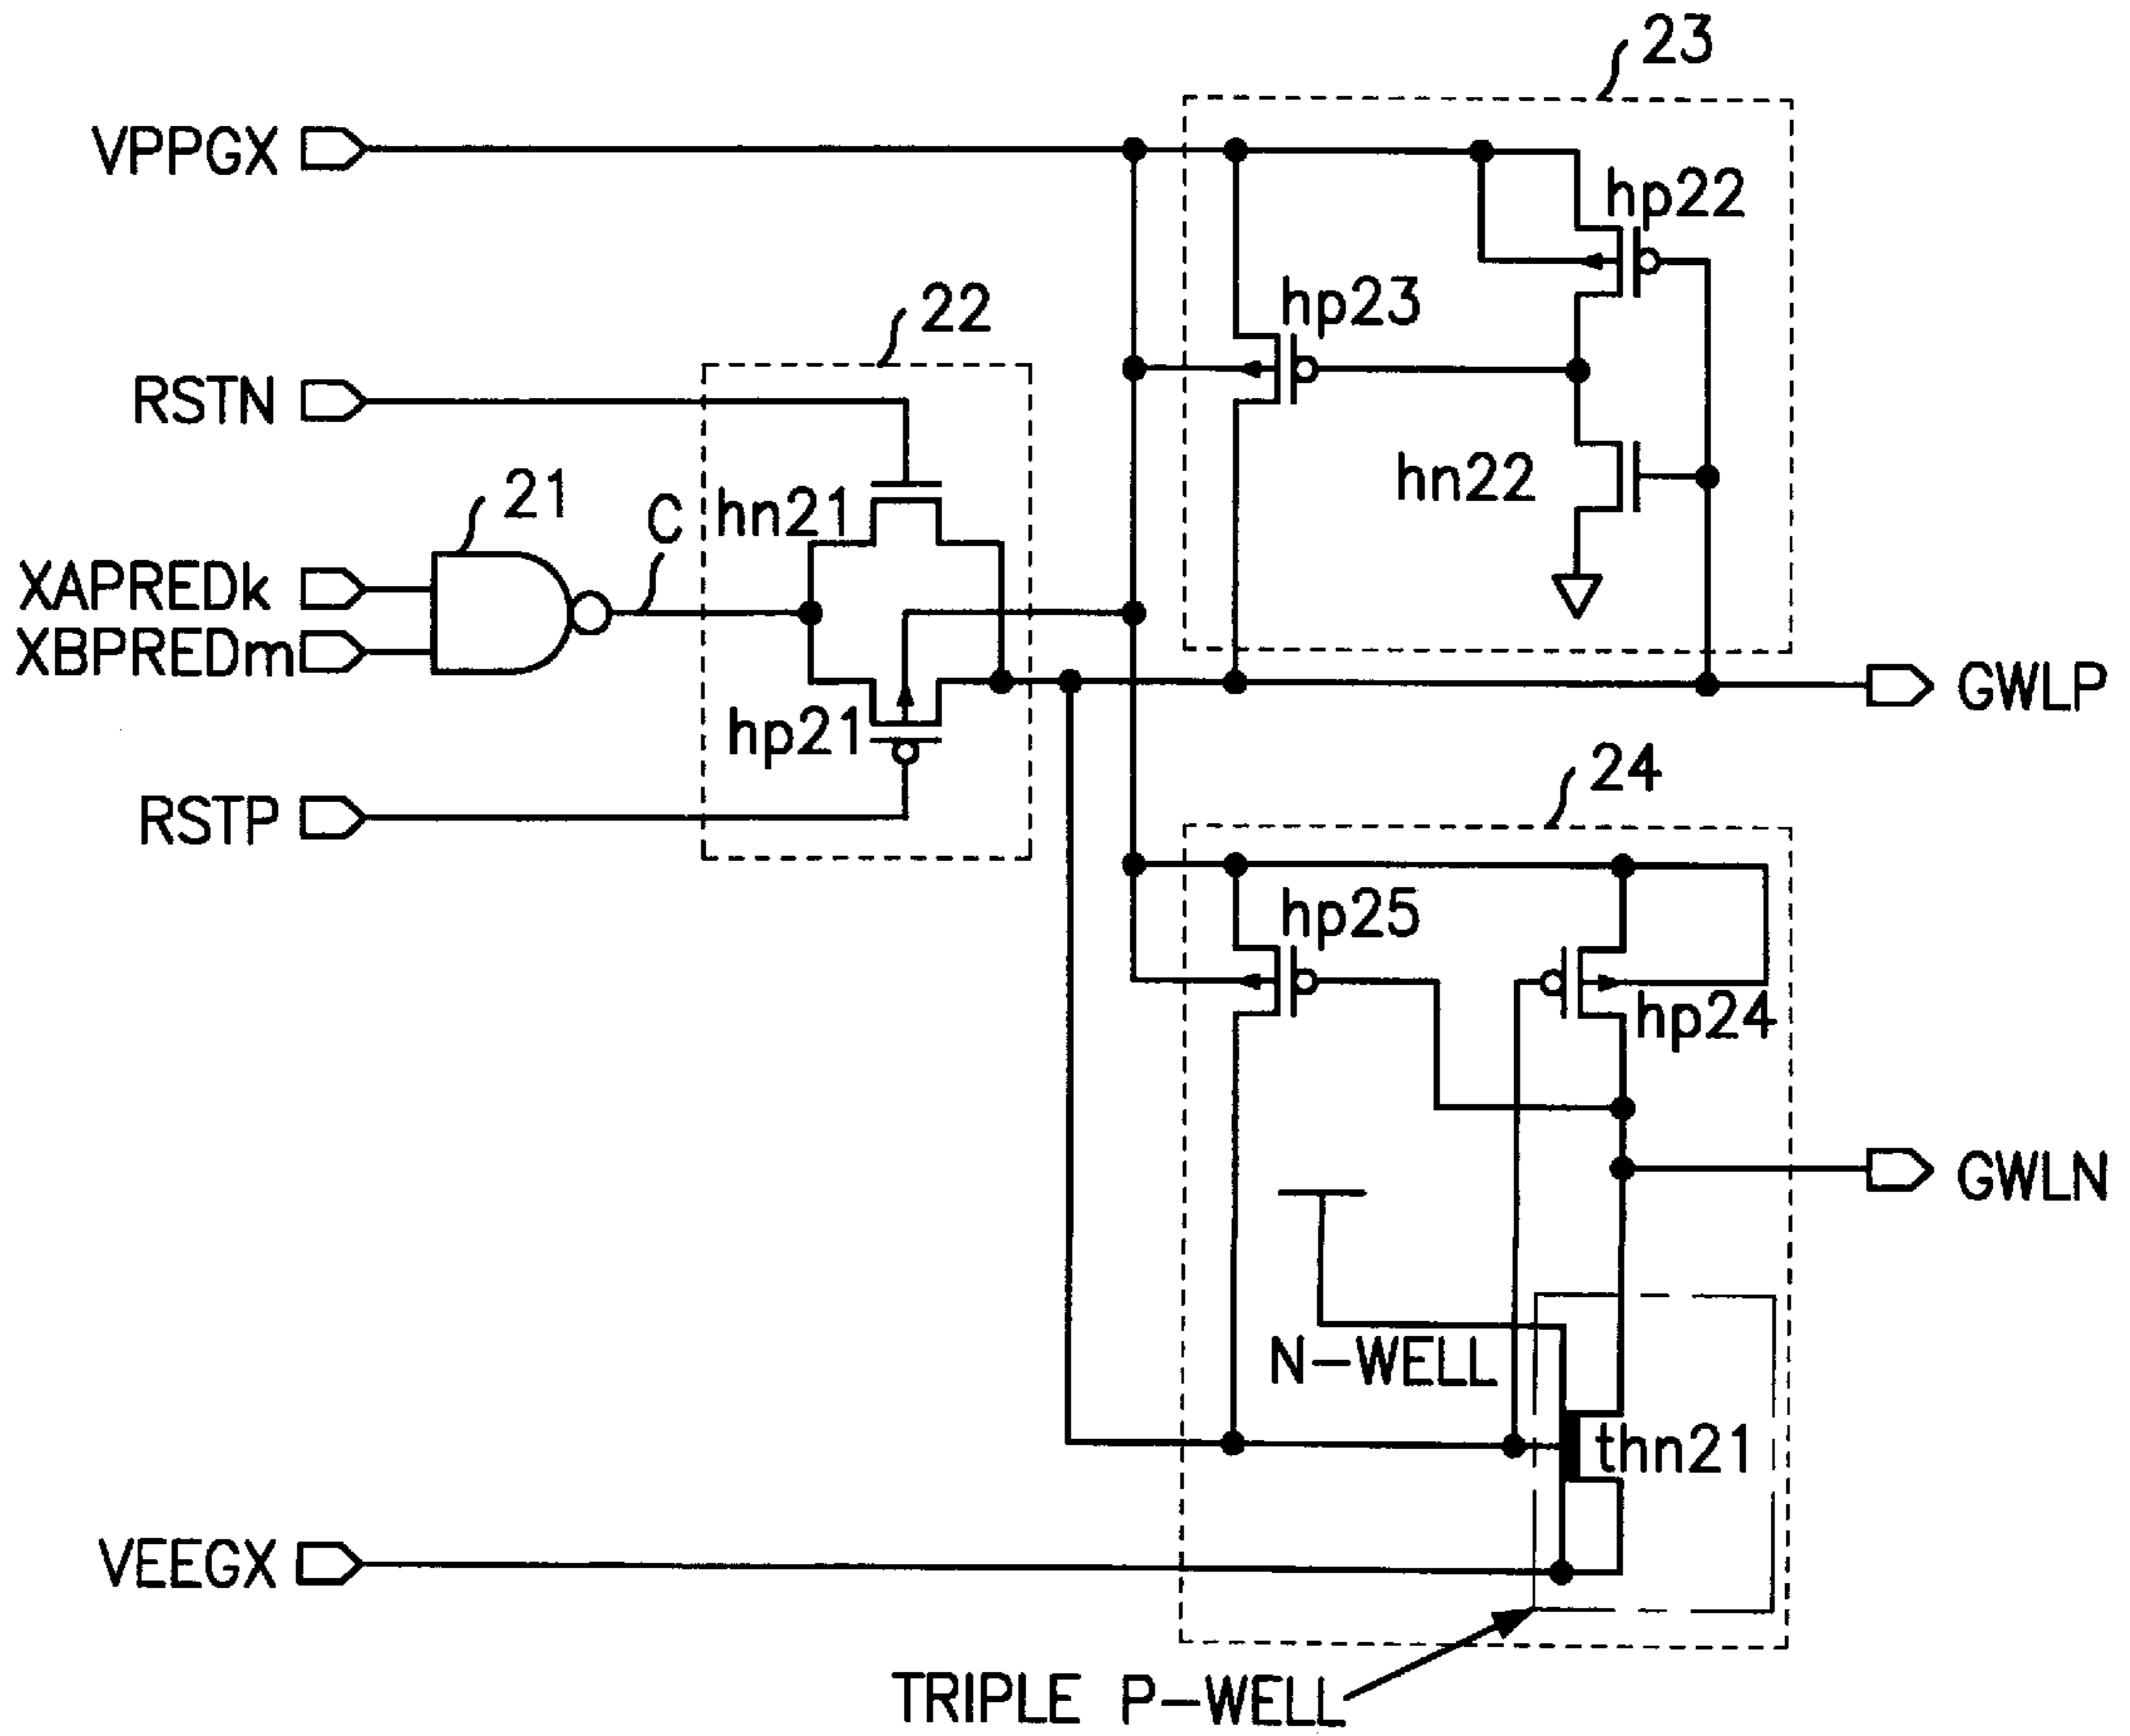 23
VPPGX
hp22
hp23
22
RSTN
hn22
21
C
hn21
XAPREDk
XBPREDm
GWLP
hp21
24
RSTP
hp25
hp24
GWLN
N-WELL
thn21
VEEGX
TRIPLE P-WELL